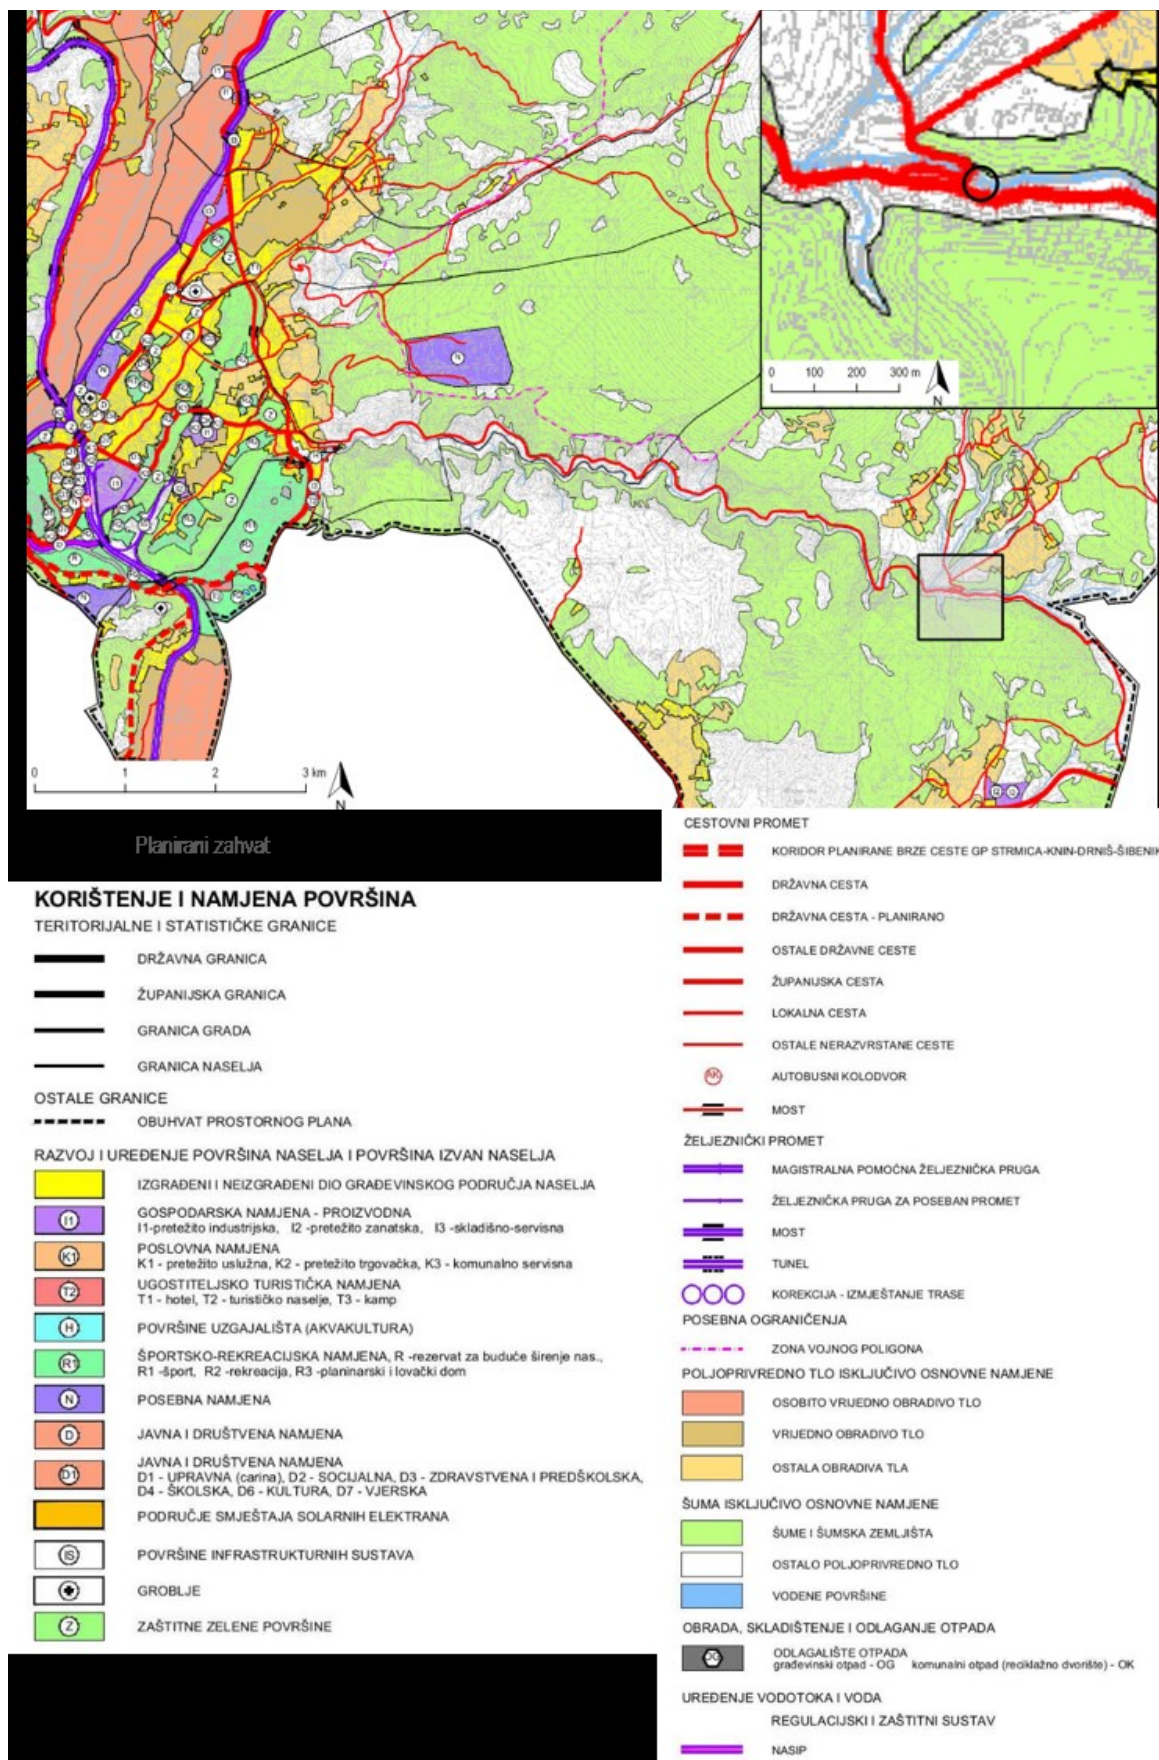 0 100 200 300 m
N
0 1 2 3 km
N
Planirani zahvat
KORIŠTENJE I NAMJENA POVRŠINA
TERITORIJALNE I STATISTIČKE GRANICE
DRŽAVNA GRANICA
ŽUPANIJSKA GRANICA
GRANICA GRADA
GRANICA NASELJA
OSTALE GRANICE
OBUHVAT PROSTORNOG PLANA
RAZVOJ I UREĐENJE POVRŠINA NASELJA I POVRŠINA IZVAN NASELJA
IZGRAĐENI I NEIZGRAĐENI DIO GRAĐEVINSKOG PODRUČJA NASELJA
I1 GOSPODARSKA NAMJENA - PROIZVODNA
I1-pretežito industrijska, I2 -pretežito zanatska, I3 -skladišno-servisna
K1 POSLOVNA NAMJENA
K1 - pretežito uslužna, K2 - pretežito trgovačka, K3 - komunalno servisna
T2 UGOSTITELJSKO TURISTIČKA NAMJENA
T1 - hotel, T2 - turističko naselje, T3 - kamp
H POVRŠINE UZGAJALIŠTA (AKVAKULTURA)
R1 ŠPORTSKO-REKREACIJSKA NAMJENA, R -rezervat za buduće širenje nas.,
R1 -šport, R2 -rekreacija, R3 -planinarski i lovački dom
N POSEBNA NAMJENA
D JAVNA I DRUŠTVENA NAMJENA
D1 JAVNA I DRUŠTVENA NAMJENA
D1 - UPRAVNA (carina), D2 - SOCIJALNA, D3 - ZDRAVSTVENA I PREDŠKOLSKA,
D4 - ŠKOLSKA, D6 - KULTURA, D7 - VJERSKA
PODRUČJE SMJEŠTAJA SOLARNIH ELEKTRANA
IS POVRŠINE INFRASTRUKTURNIH SUSTAVA
GROBLJE
Z ZAŠTITNE ZELENE POVRŠINE
CESTOVNI PROMET
KORIDOR PLANIRANE BRZE CESTE GP STRMICA-KNIN-DRNIŠ-ŠIBENIK
DRŽAVNA CESTA
DRŽAVNA CESTA - PLANIRANO
OSTALE DRŽAVNE CESTE
ŽUPANIJSKA CESTA
LOKALNA CESTA
OSTALE NERAZVRSTANE CESTE
AK AUTOBUSNI KOLODVOR
MOST
ŽELJEZNIČKI PROMET
MAGISTRALNA POMOĆNA ŽELJEZNIČKA PRUGA
ŽELJEZNIČKA PRUGA ZA POSEBAN PROMET
MOST
TUNEL
KOREKCIJA - IZMJEŠTANJE TRASE
POSEBNA OGRANIČENJA
ZONA VOJNOG POLIGONA
POLJOPRIVREDNO TLO ISKLJUČIVO OSNOVNE NAMJENE
OSOBITO VRIJEDNO OBRADIVO TLO
VRIJEDNO OBRADIVO TLO
OSTALA OBRADIVA TLA
ŠUMA ISKLJUČIVO OSNOVNE NAMJENE
ŠUME I ŠUMSKA ZEMLJIŠTA
OSTALO POLJOPRIVREDNO TLO
VODENE POVRŠINE
OBRADA, SKLADIŠTENJE I ODLAGANJE OTPADA
OG ODLAGALIŠTE OTPADA
građevinski otpad - OG komunalni otpad (reciklažno dvorište) - OK
UREĐENJE VODOTOKA I VODA
REGULACIJSKI I ZAŠTITNI SUSTAV
NASIP